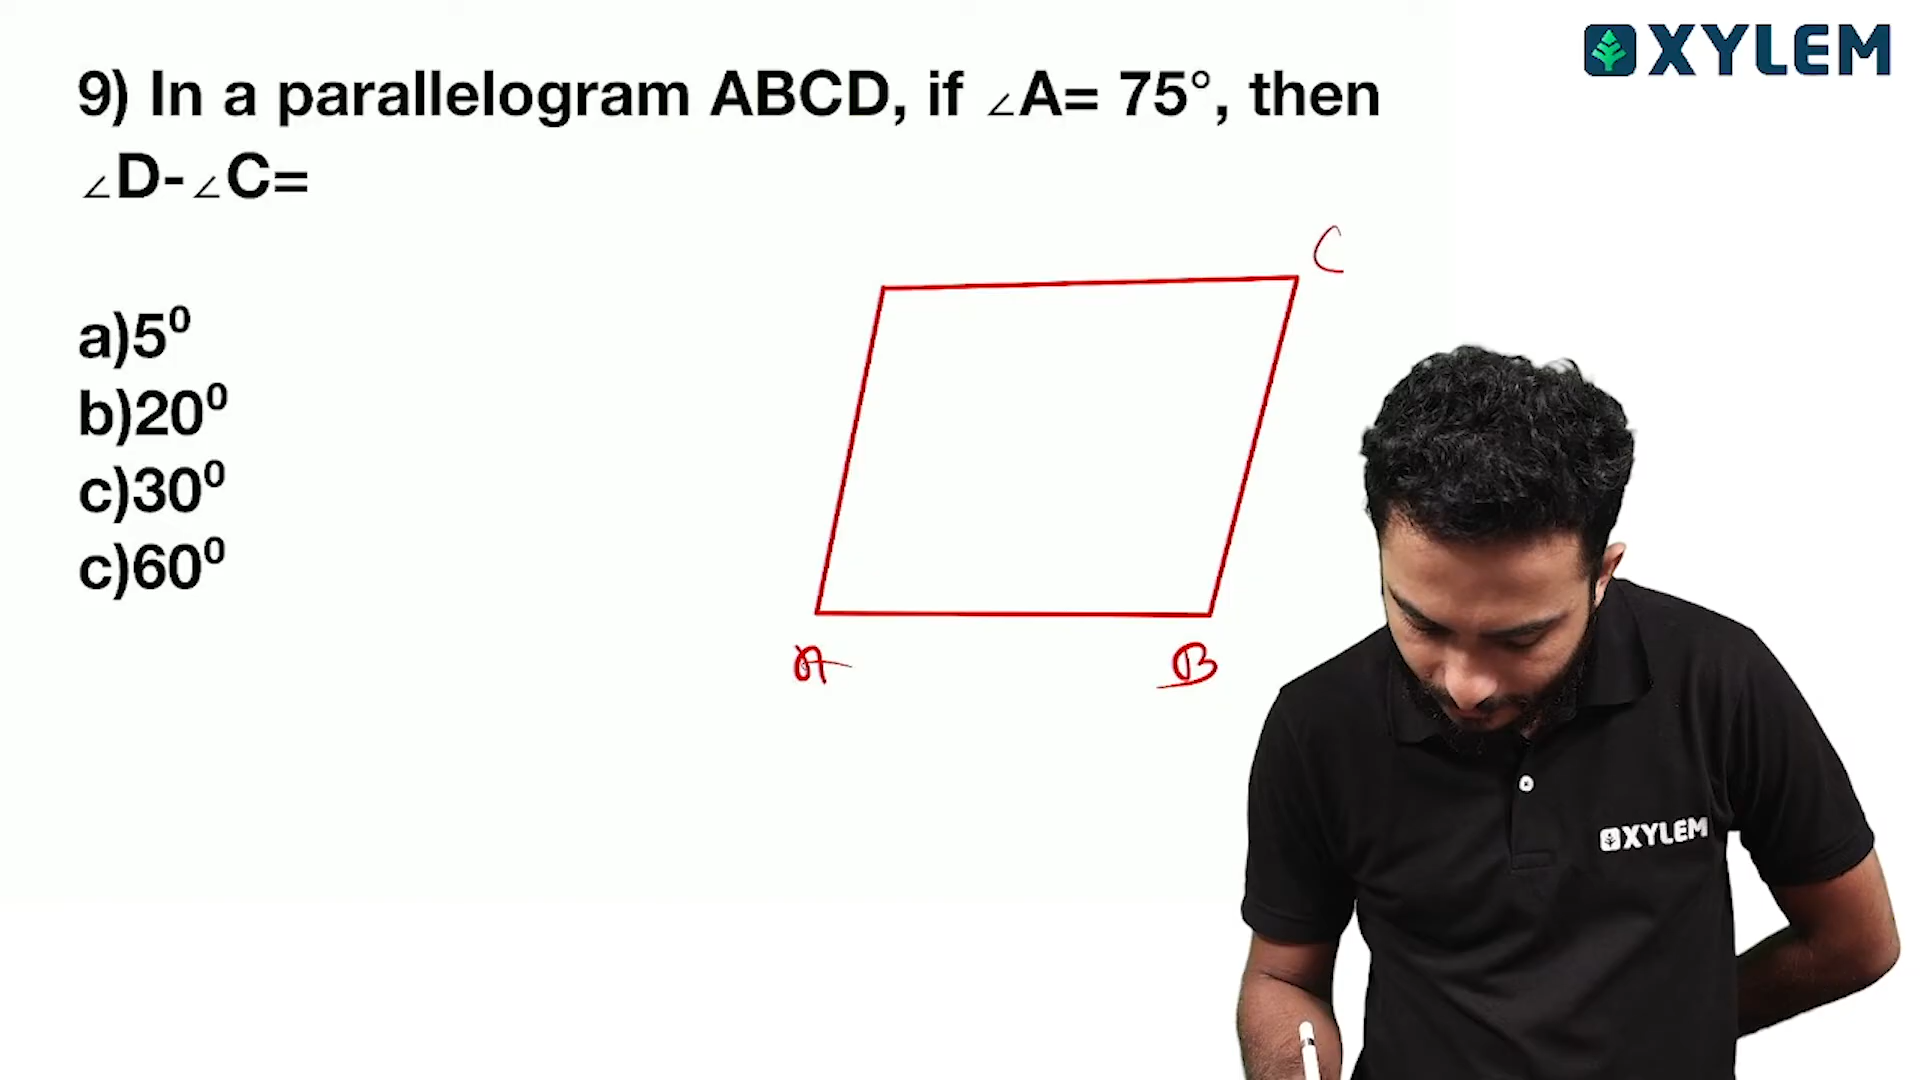 XYLEM
9) In a parallelogram ABCD, if ∠A= 75°, then
∠D-∠C=
a)5⁰
b)20⁰
c)30⁰
c)60⁰
C
A
B
XYLEM